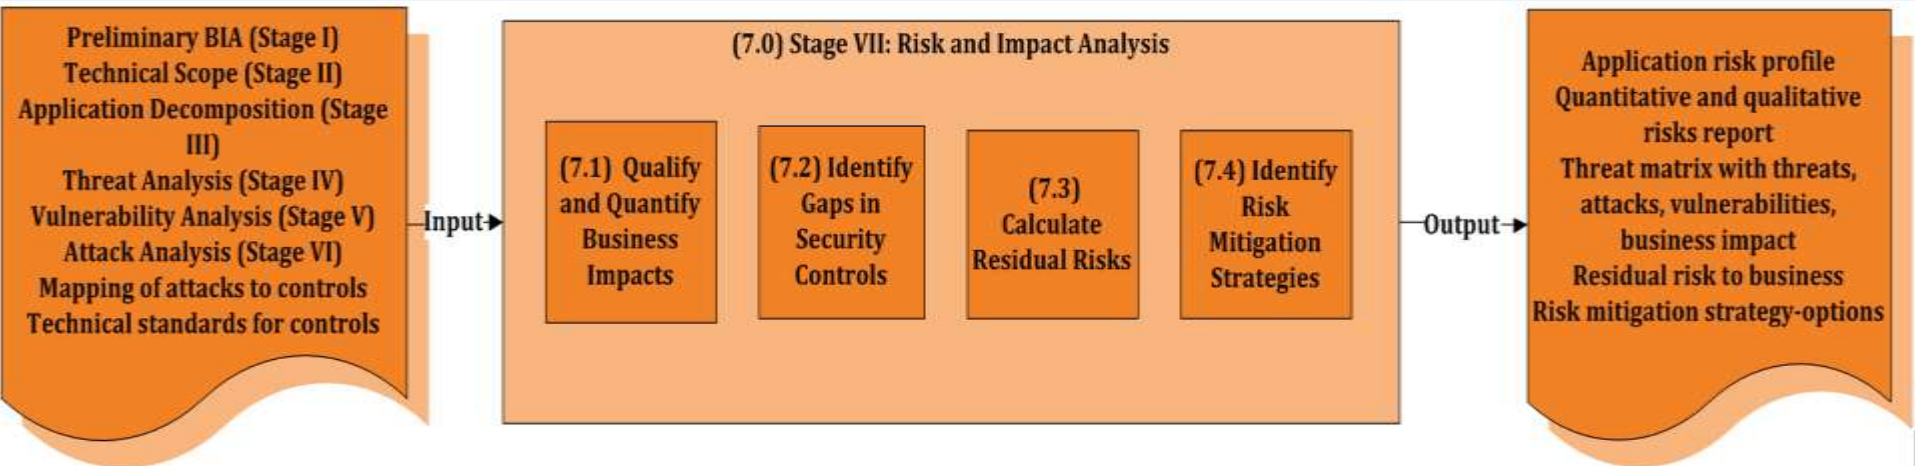 Preliminary BIA (Stage I)
Technical Scope (Stage II)
Application Decomposition (Stage
III)
Threat Analysis (Stage IV)
Vulnerability Analysis (Stage V)
Attack Analysis (Stage VI)
Mapping of attacks to controls
Technical standards for controls
Input
(7.0) Stage VII: Risk and Impact Analysis
(7.1) Qualify
and Quantify
Business
Impacts
(7.2) Identify
Gaps in
Security
Controls
(7.3)
Calculate
Residual Risks
(7.4) Identify
Risk
Mitigation
Strategies
Output
Application risk profile
Quantitative and qualitative
risks report
Threat matrix with threats,
attacks, vulnerabilities,
business impact
Residual risk to business
Risk mitigation strategy-options